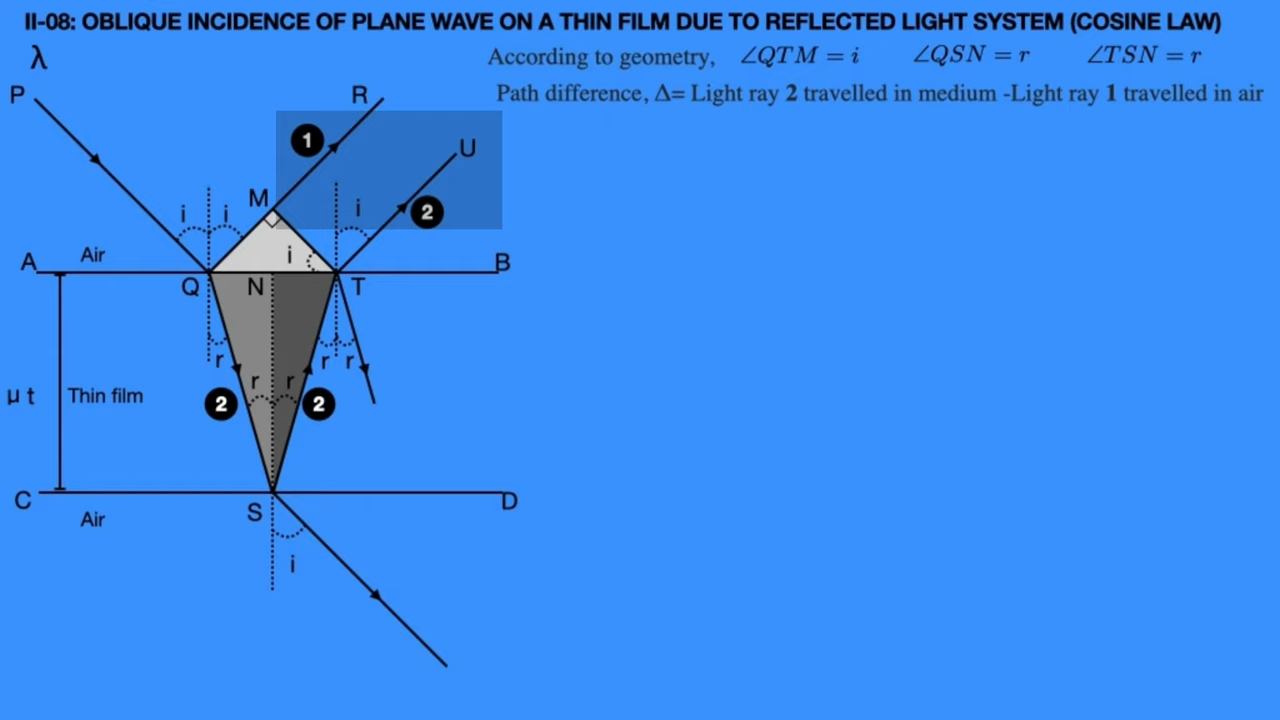 II-08: OBLIQUE INCIDENCE OF PLANE WAVE ON A THIN FILM DUE TO REFLECTED LIGHT SYSTEM (COSINE LAW)
λ
According to geometry, ∠QTM = i ∠QSN = r ∠TSN = r
Path difference, Δ= Light ray 2 travelled in medium -Light ray 1 travelled in air
P R
1
U
M
i i i 2
Air i
A B
Q N T
r r r
r r
μ t Thin film 2 2
C D
Air S
i